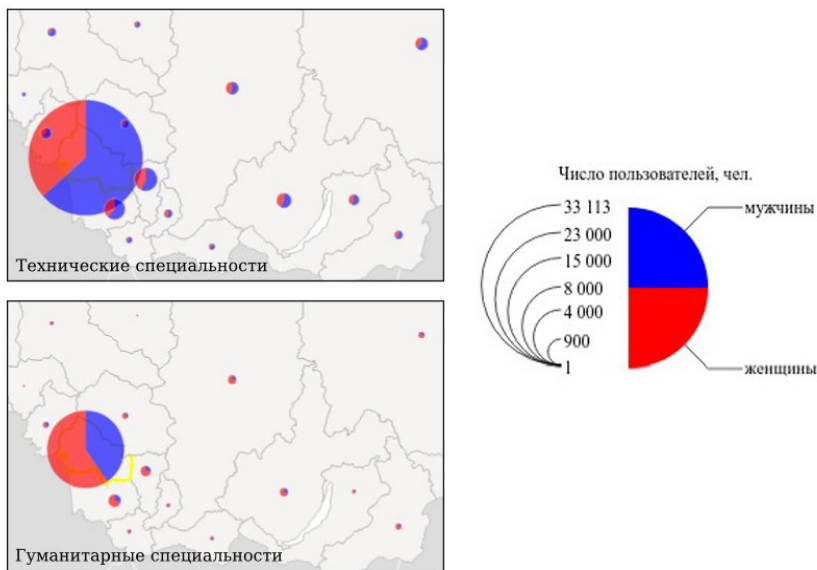 Технические специальности
Гуманитарные специальности
Число пользователей, чел.
33 113
23 000
15 000
8 000
4 000
900
1
мужчины
женщины